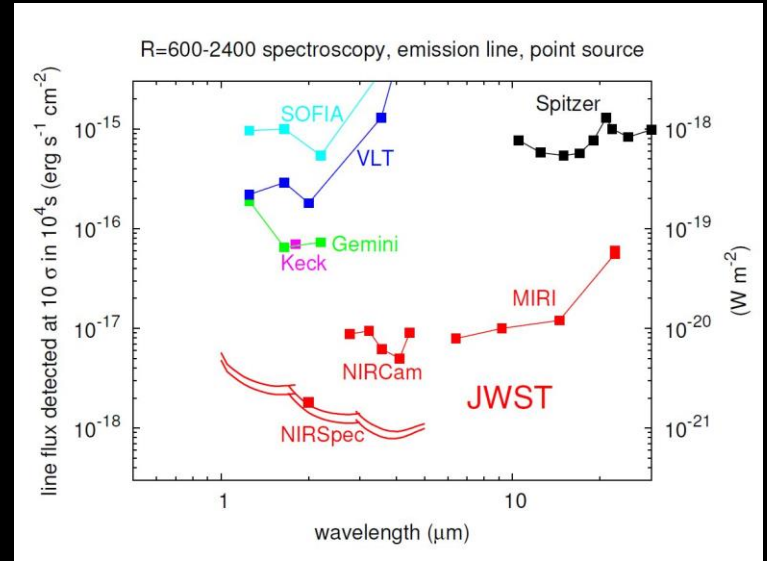 R=600-2400 spectroscopy, emission line, point source
line flux detected at 10 σ in 10⁴s (erg s⁻¹ cm⁻²)
10⁻¹⁵
10⁻¹⁶
10⁻¹⁷
10⁻¹⁸
SOFIA
VLT
Spitzer
Gemini
Keck
MIRI
NIRCam
JWST
NIRSpec
10⁻¹⁸
10⁻¹⁹
10⁻²⁰
10⁻²¹
(W m⁻²)
1
10
wavelength (μm)